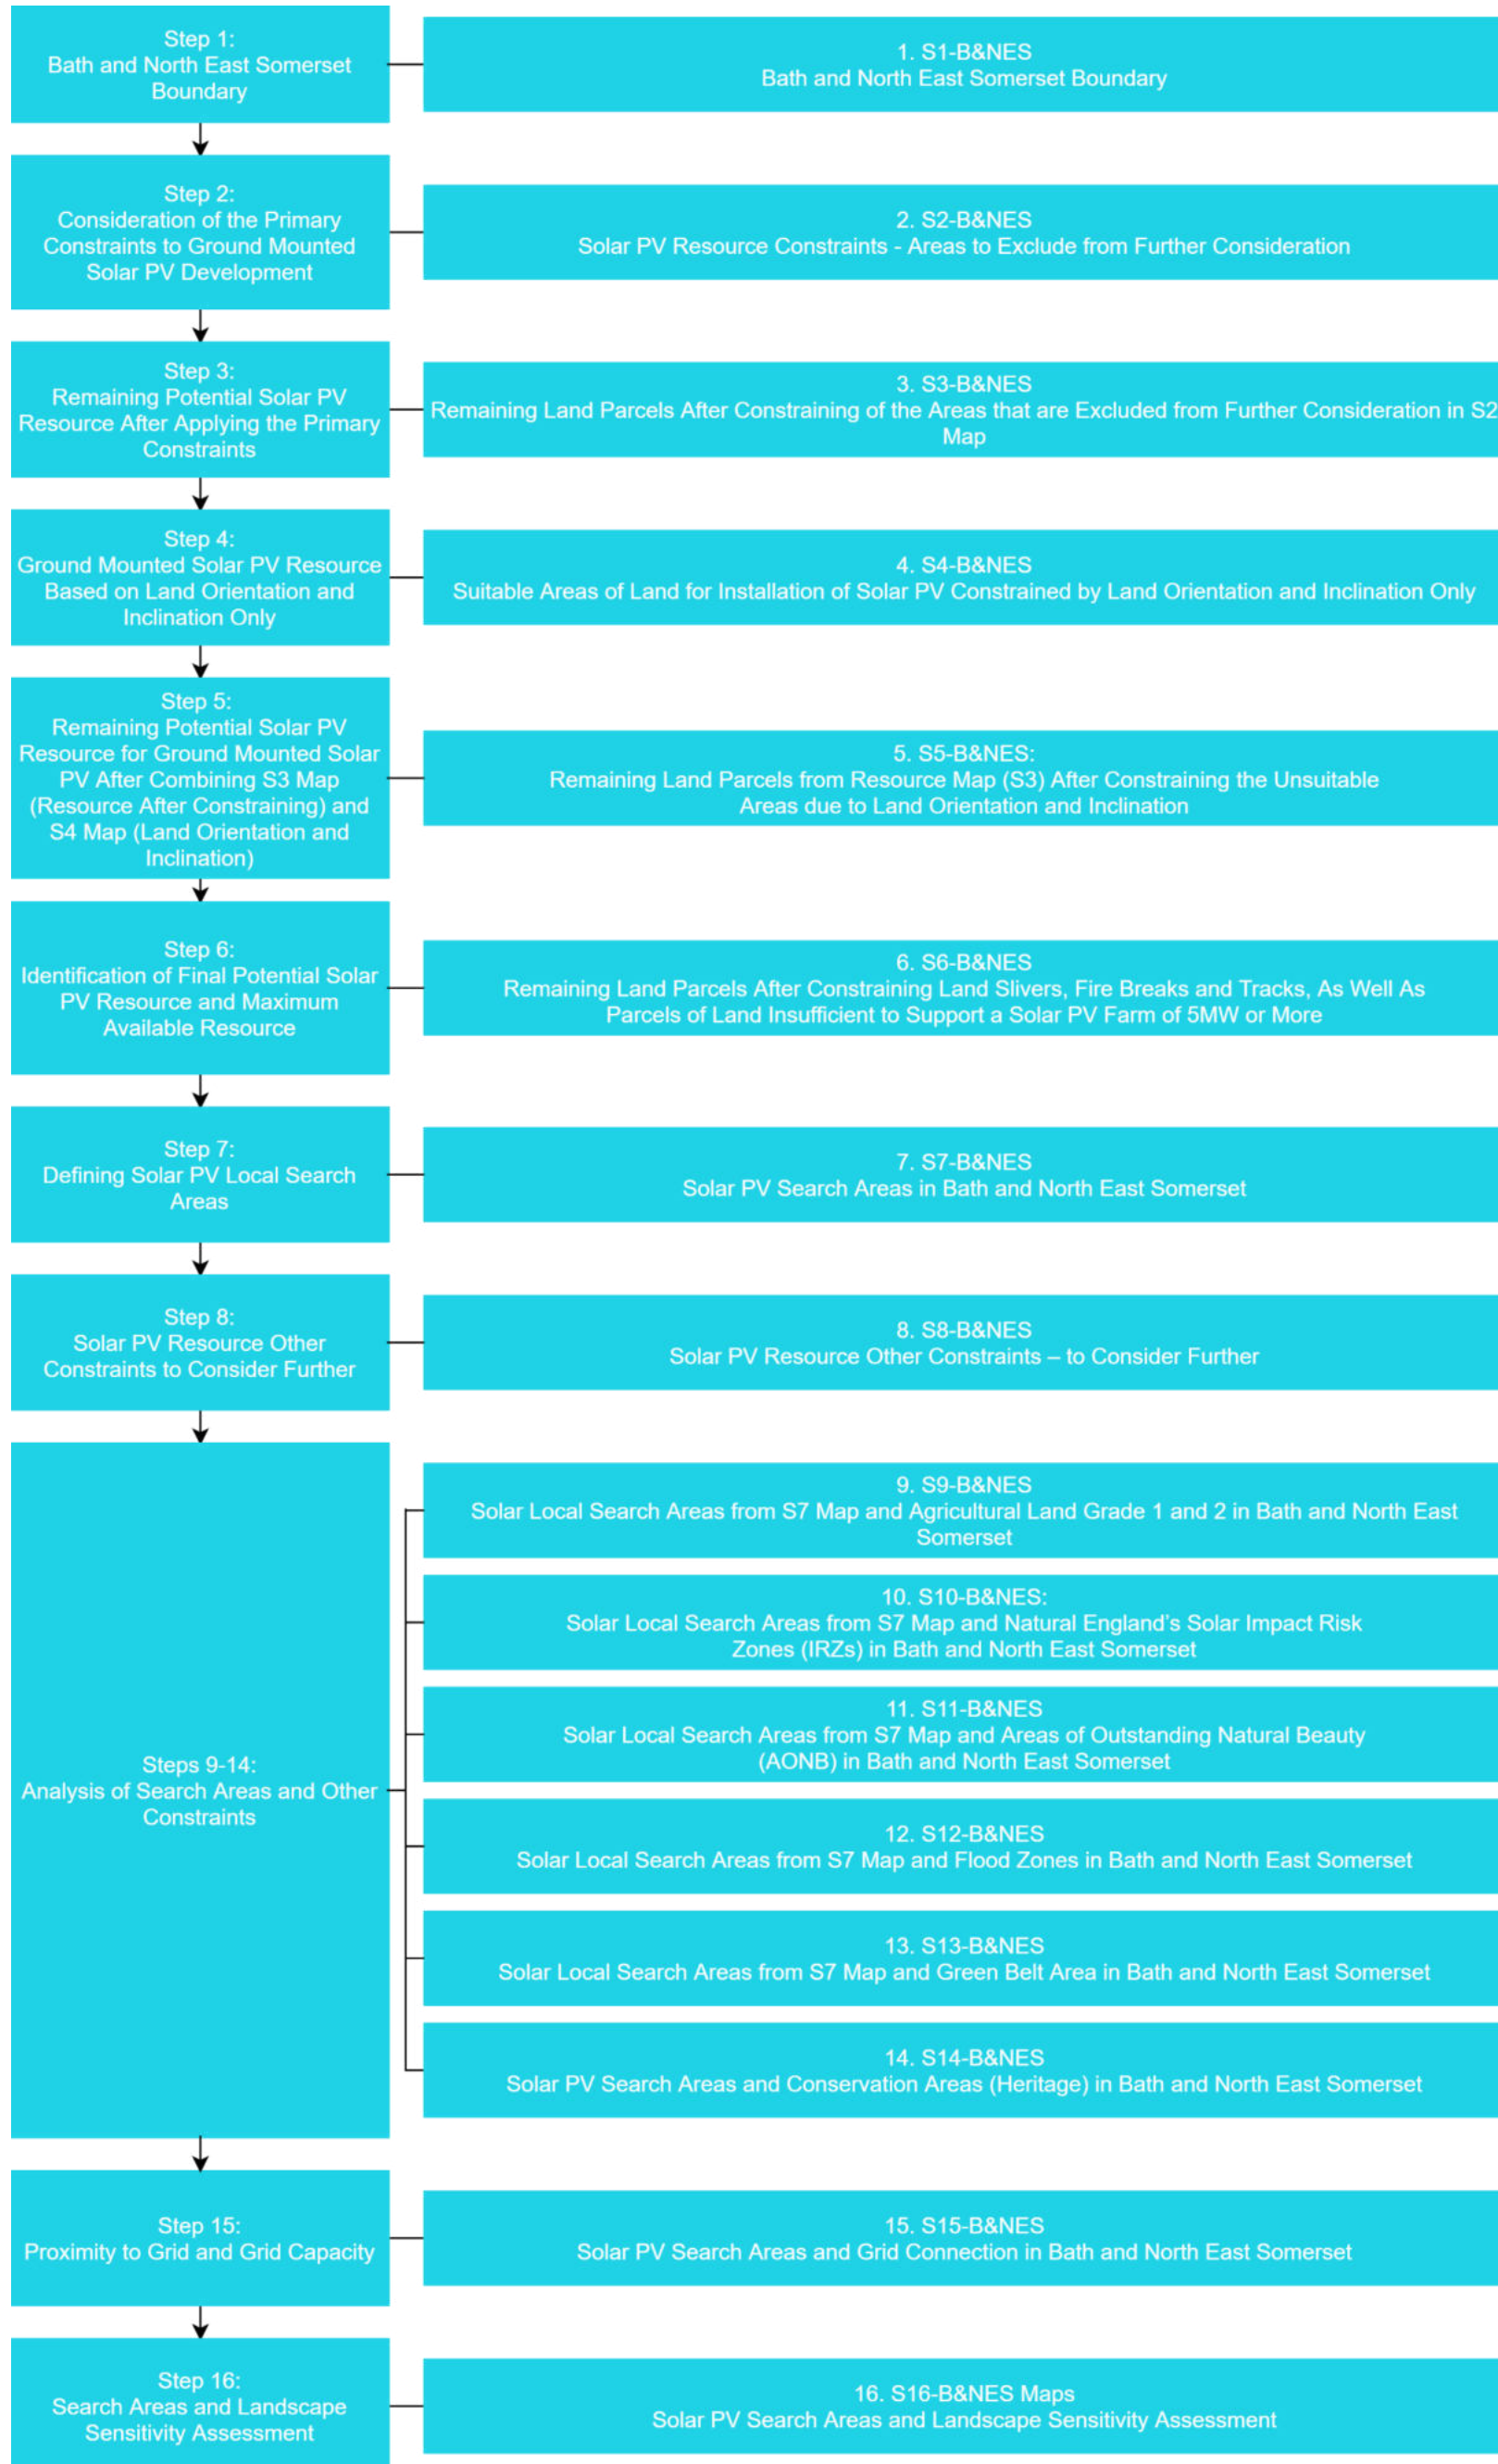 Step 1:
Bath and North East Somerset
Boundary
1. S1-B&NES
Bath and North East Somerset Boundary
Step 2:
Consideration of the Primary
Constraints to Ground Mounted
Solar PV Development
2. S2-B&NES
Solar PV Resource Constraints - Areas to Exclude from Further Consideration
Step 3:
Remaining Potential Solar PV
Resource After Applying the Primary
Constraints
3. S3-B&NES
Remaining Land Parcels After Constraining of the Areas that are Excluded from Further Consideration in S2
Map
Step 4:
Ground Mounted Solar PV Resource
Based on Land Orientation and
Inclination Only
4. S4-B&NES
Suitable Areas of Land for Installation of Solar PV Constrained by Land Orientation and Inclination Only
Step 5:
Remaining Potential Solar PV
Resource for Ground Mounted Solar
PV After Combining S3 Map
(Resource After Constraining) and
S4 Map (Land Orientation and
Inclination)
5. S5-B&NES:
Remaining Land Parcels from Resource Map (S3) After Constraining the Unsuitable
Areas due to Land Orientation and Inclination
Step 6:
Identification of Final Potential Solar
PV Resource and Maximum
Available Resource
6. S6-B&NES
Remaining Land Parcels After Constraining Land Slivers, Fire Breaks and Tracks, As Well As
Parcels of Land Insufficient to Support a Solar PV Farm of 5MW or More
Step 7:
Defining Solar PV Local Search
Areas
7. S7-B&NES
Solar PV Search Areas in Bath and North East Somerset
Step 8:
Solar PV Resource Other
Constraints to Consider Further
8. S8-B&NES
Solar PV Resource Other Constraints – to Consider Further
Steps 9-14:
Analysis of Search Areas and Other
Constraints
9. S9-B&NES
Solar Local Search Areas from S7 Map and Agricultural Land Grade 1 and 2 in Bath and North East
Somerset
10. S10-B&NES:
Solar Local Search Areas from S7 Map and Natural England’s Solar Impact Risk
Zones (IRZs) in Bath and North East Somerset
11. S11-B&NES
Solar Local Search Areas from S7 Map and Areas of Outstanding Natural Beauty
(AONB) in Bath and North East Somerset
12. S12-B&NES
Solar Local Search Areas from S7 Map and Flood Zones in Bath and North East Somerset
13. S13-B&NES
Solar Local Search Areas from S7 Map and Green Belt Area in Bath and North East Somerset
14. S14-B&NES
Solar PV Search Areas and Conservation Areas (Heritage) in Bath and North East Somerset
Step 15:
Proximity to Grid and Grid Capacity
15. S15-B&NES
Solar PV Search Areas and Grid Connection in Bath and North East Somerset
Step 16:
Search Areas and Landscape
Sensitivity Assessment
16. S16-B&NES Maps
Solar PV Search Areas and Landscape Sensitivity Assessment